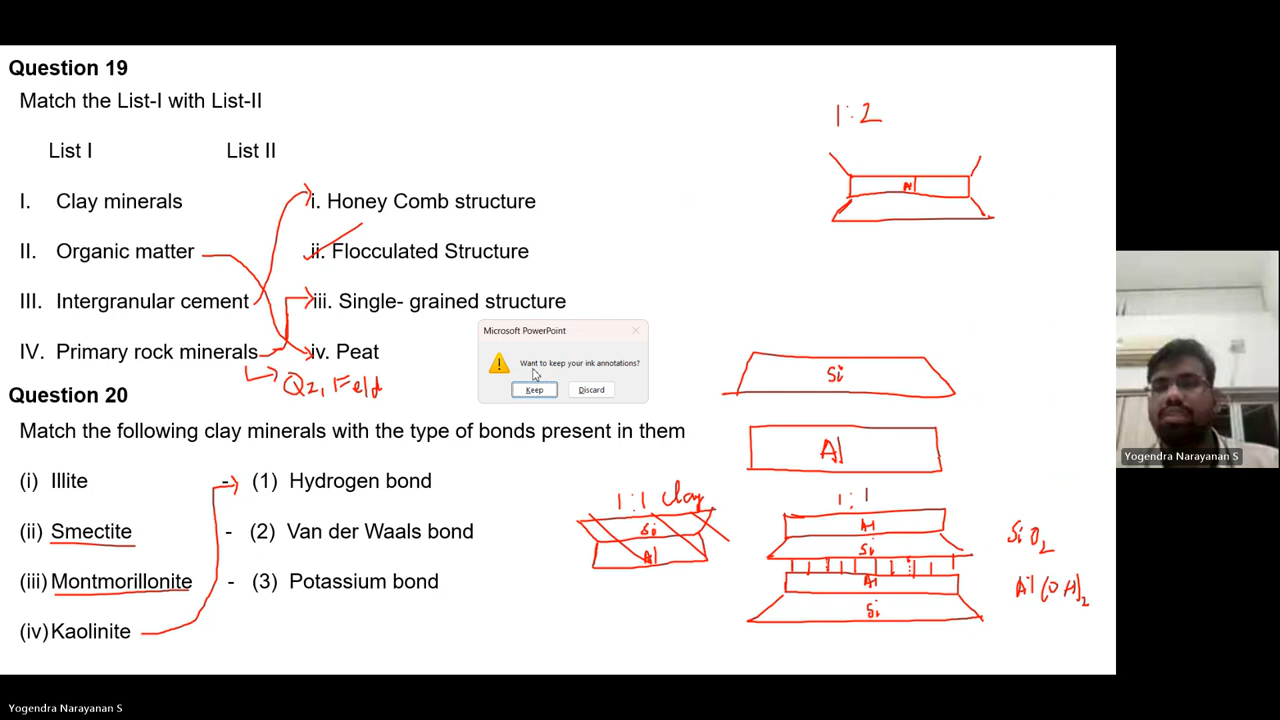 Question 19
Match the List-I with List-II
1:2
List I List II
I. Clay minerals i. Honey Comb structure
Al
II. Organic matter ii. Flocculated Structure
III. Intergranular cement iii. Single- grained structure
Microsoft PowerPoint
IV. Primary rock minerals iv. Peat
Want to keep your ink annotations?
Keep Discard
Si
Qz, Feld
Question 20
Match the following clay minerals with the type of bonds present in them
Al
Yogendra Narayanan S
(i) Illite - (1) Hydrogen bond
1:1 clay 1:1
(ii) Smectite - (2) Van der Waals bond
Si Al
SiO2
Al Si
(iii) Montmorillonite - (3) Potassium bond
Al
Al(OH)2
Si
(iv) Kaolinite
Yogendra Narayanan S